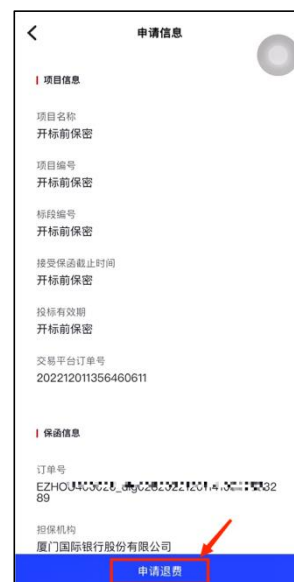 申请信息
项目信息
项目名称
开标前保密
项目编号
开标前保密
标段编号
开标前保密
接受保函截止时间
开标前保密
投标有效期
开标前保密
交易平台订单号
202212011356460611
保函信息
订单号
89
担保机构
厦门国际银行股份有限公司
申请退费